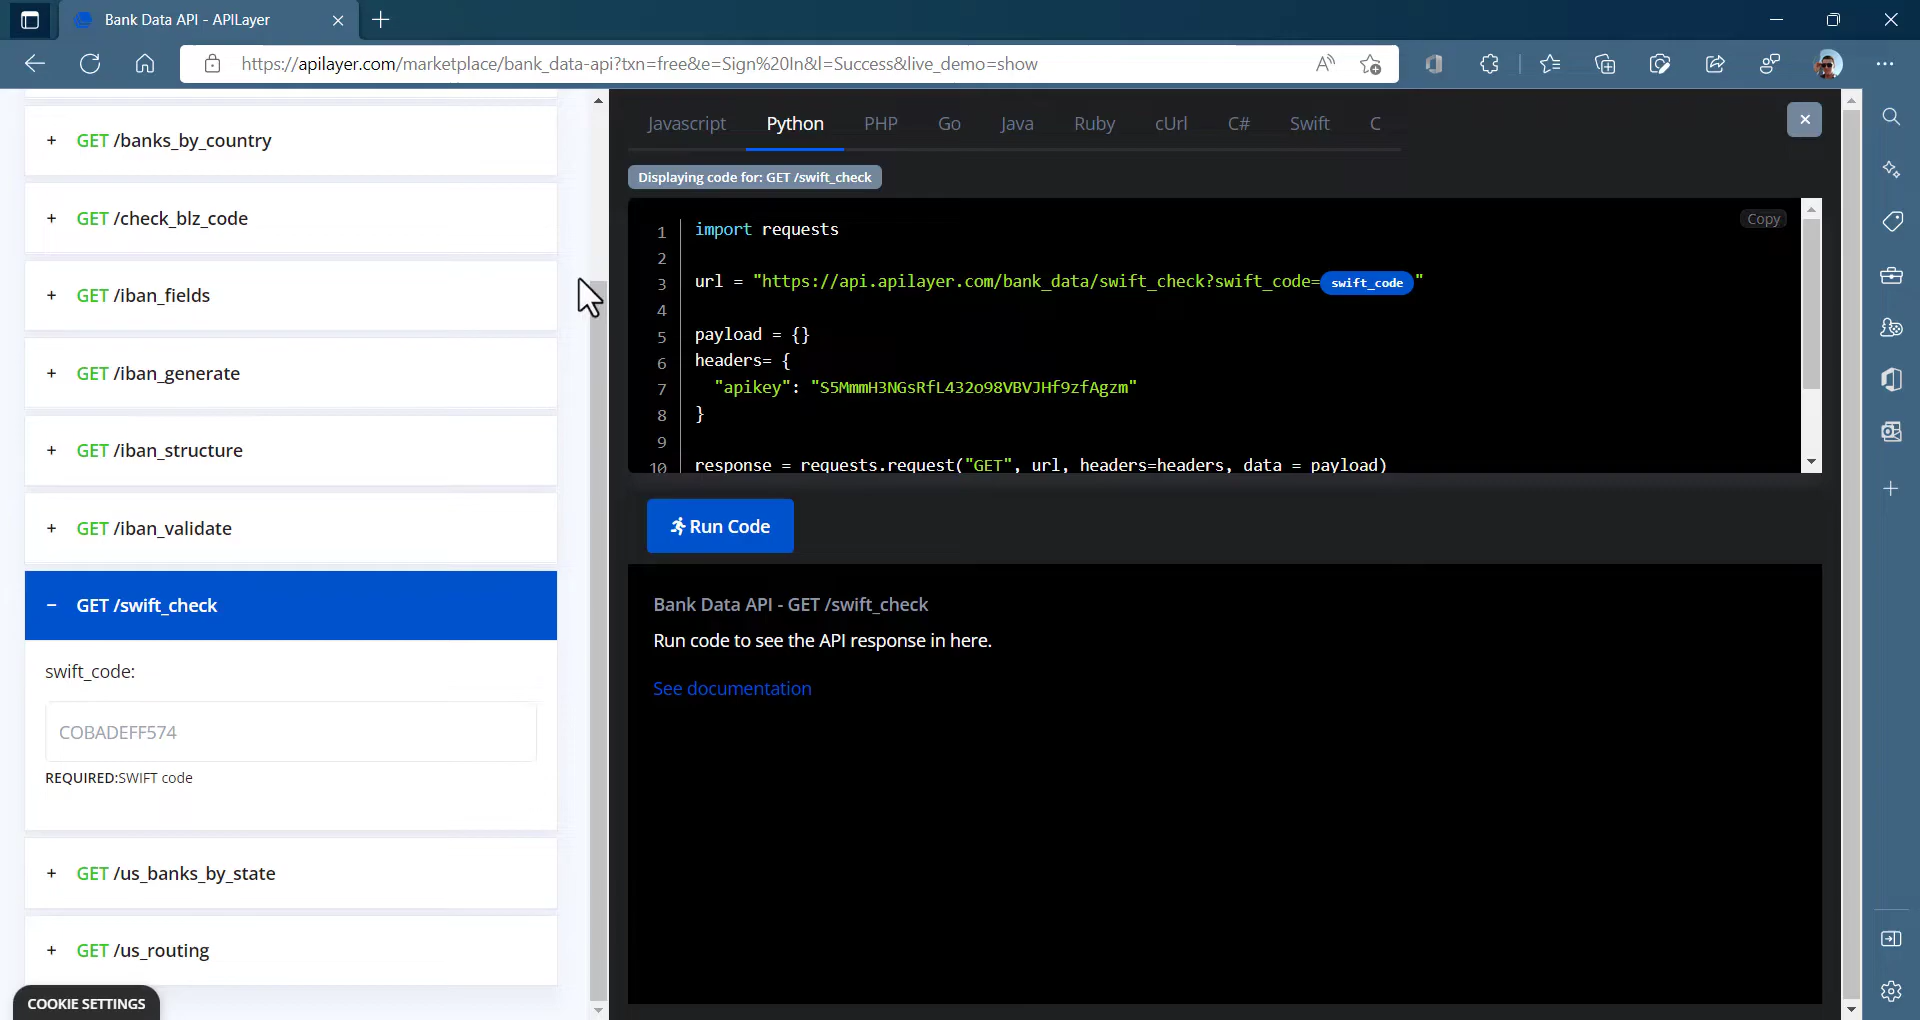 Bank Data API - APILayer
https://apilayer.com/marketplace/bank_data-api?txn=free&e=Sign%20In&l=Success&live_demo=show
+ GET /banks_by_country
+ GET /check_blz_code
+ GET /iban_fields
+ GET /iban_generate
+ GET /iban_structure
+ GET /iban_validate
− GET /swift_check
swift_code:
COBADEFF574
REQUIRED:SWIFT code
+ GET /us_banks_by_state
+ GET /us_routing
COOKIE SETTINGS
Javascript Python PHP Go Java Ruby cUrl C# Swift C
Displaying code for: GET /swift_check
Copy
1 import requests
2
3 url = "https://api.apilayer.com/bank_data/swift_check?swift_code=swift_code"
4
5 payload = {}
6 headers= {
7 "apikey": "S5MmmH3NGsRfL432o98VBVJHf9zfAgzm"
8 }
9
10 response = requests.request("GET", url, headers=headers, data = payload)
Run Code
Bank Data API - GET /swift_check
Run code to see the API response in here.
See documentation